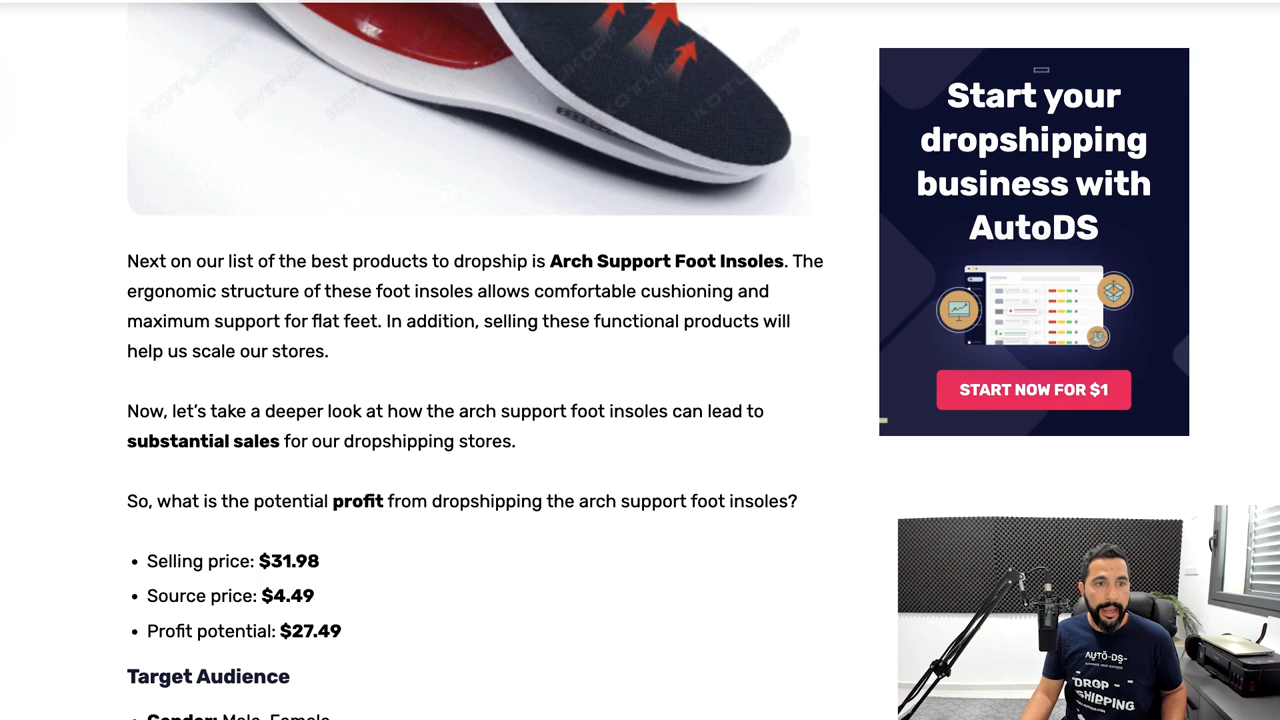 KOTLIKOFF
Next on our list of the best products to dropship is Arch Support Foot Insoles. The
ergonomic structure of these foot insoles allows comfortable cushioning and
maximum support for flat feet. In addition, selling these functional products will
help us scale our stores.
Now, let’s take a deeper look at how the arch support foot insoles can lead to
substantial sales for our dropshipping stores.
So, what is the potential profit from dropshipping the arch support foot insoles?
• Selling price: $31.98
• Source price: $4.49
• Profit potential: $27.49
Target Audience
• Gender: Male, Female
Start your
dropshipping
business with
AutoDS
START NOW FOR $1
AUTO-DS-
DROP
SHIPPING